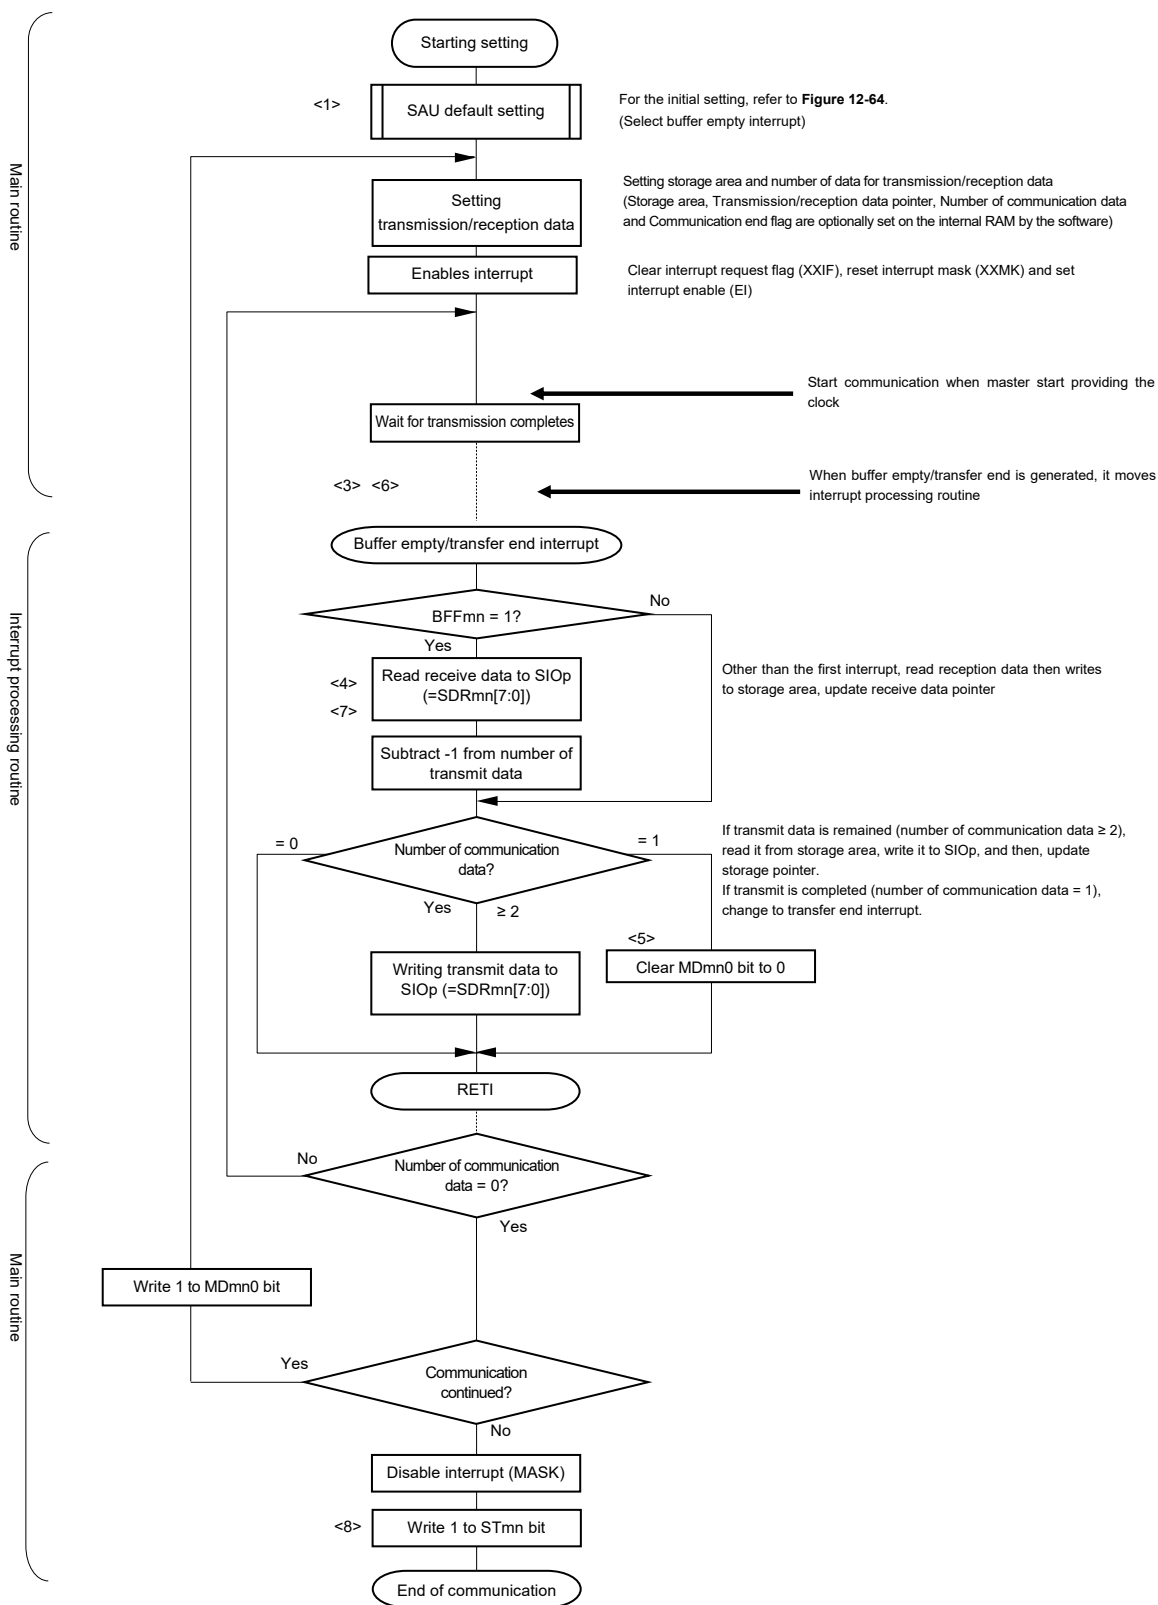 Main routine
Starting setting
<1>
SAU default setting
For the initial setting, refer to Figure 12-64.
(Select buffer empty interrupt)
Setting
transmission/reception data
Setting storage area and number of data for transmission/reception data
(Storage area, Transmission/reception data pointer, Number of communication data
and Communication end flag are optionally set on the internal RAM by the software)
Enables interrupt
Clear interrupt request flag (XXIF), reset interrupt mask (XXMK) and set
interrupt enable (EI)
Start communication when master start providing the
clock
Wait for transmission completes
<3> <6>
When buffer empty/transfer end is generated, it moves
interrupt processing routine
Interrupt processing routine
Buffer empty/transfer end interrupt
BFFmn = 1?
No
Yes
<4>
<7>
Read receive data to SIOp
(=SDRmn[7:0])
Other than the first interrupt, read reception data then writes
to storage area, update receive data pointer
Subtract -1 from number of
transmit data
= 0
Number of communication
data?
= 1
Yes
≥ 2
If transmit data is remained (number of communication data ≥ 2),
read it from storage area, write it to SIOp, and then, update
storage pointer.
If transmit is completed (number of communication data = 1),
change to transfer end interrupt.
<5>
Clear MDmn0 bit to 0
Writing transmit data to
SIOp (=SDRmn[7:0])
RETI
Main routine
No
Number of communication
data = 0?
Yes
Write 1 to MDmn0 bit
Yes
Communication
continued?
No
Disable interrupt (MASK)
<8>
Write 1 to STmn bit
End of communication